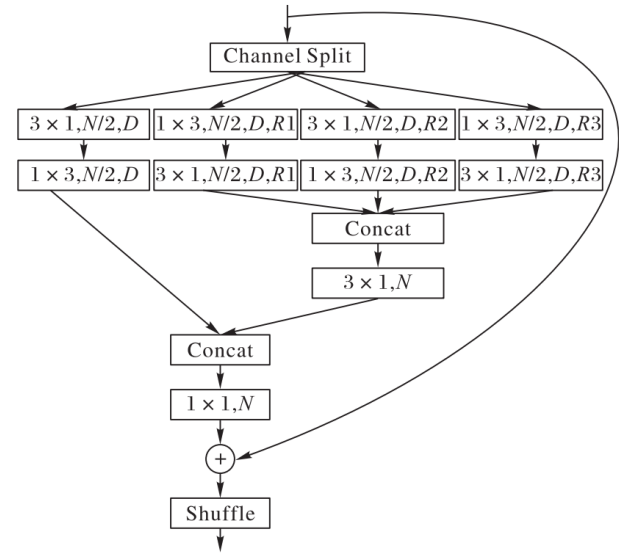 Channel Split
3 × 1,N/2,D
1 × 3,N/2,D,R1
3 × 1,N/2,D,R2
1 × 3,N/2,D,R3
1 × 3,N/2,D
3 × 1,N/2,D,R1
1 × 3,N/2,D,R2
3 × 1,N/2,D,R3
Concat
3 × 1,N
Concat
1 × 1,N
+
Shuffle